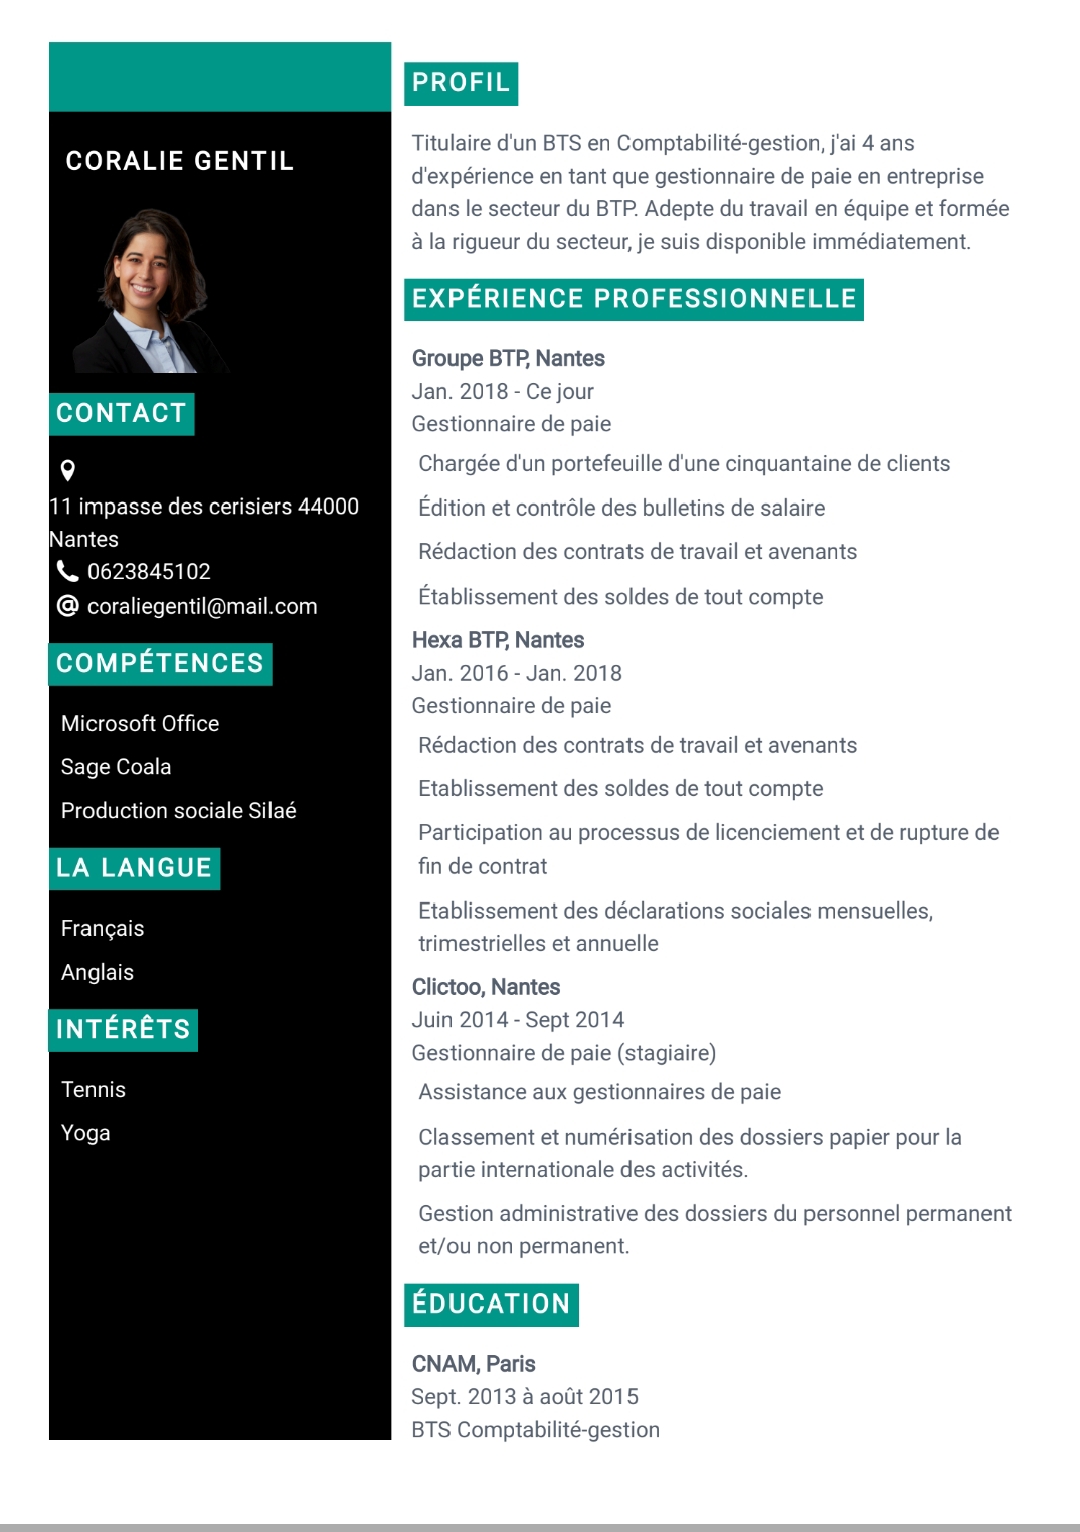 CORALIE GENTIL
CONTACT
11 impasse des cerisiers 44000
Nantes
0623845102
coraliegentil@mail.com
COMPÉTENCES
Microsoft Office
Sage Coala
Production sociale Silaé
LA LANGUE
Français
Anglais
INTÉRÊTS
Tennis
Yoga
PROFIL
Titulaire d'un BTS en Comptabilité-gestion, j'ai 4 ans
d'expérience en tant que gestionnaire de paie en entreprise
dans le secteur du BTP. Adepte du travail en équipe et formée
à la rigueur du secteur, je suis disponible immédiatement.
EXPÉRIENCE PROFESSIONNELLE
Groupe BTP, Nantes
Jan. 2018 - Ce jour
Gestionnaire de paie
Chargée d'un portefeuille d'une cinquantaine de clients
Édition et contrôle des bulletins de salaire
Rédaction des contrats de travail et avenants
Établissement des soldes de tout compte
Hexa BTP, Nantes
Jan. 2016 - Jan. 2018
Gestionnaire de paie
Rédaction des contrats de travail et avenants
Etablissement des soldes de tout compte
Participation au processus de licenciement et de rupture de
fin de contrat
Etablissement des déclarations sociales mensuelles,
trimestrielles et annuelle
Clictoo, Nantes
Juin 2014 - Sept 2014
Gestionnaire de paie (stagiaire)
Assistance aux gestionnaires de paie
Classement et numérisation des dossiers papier pour la
partie internationale des activités.
Gestion administrative des dossiers du personnel permanent
et/ou non permanent.
ÉDUCATION
CNAM, Paris
Sept. 2013 à août 2015
BTS Comptabilité-gestion